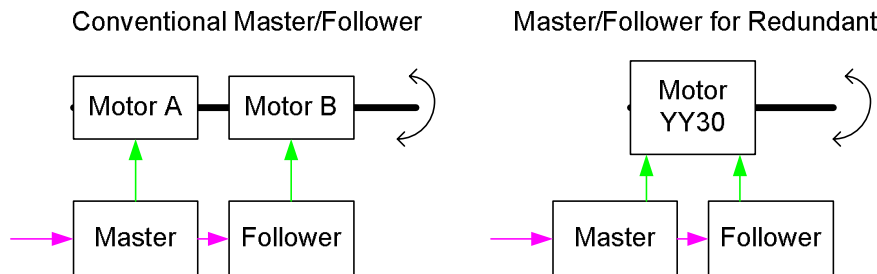 Conventional Master/Follower
Motor A
Motor B
Master
Follower
Master/Follower for Redundant
Motor
YY30
Master
Follower